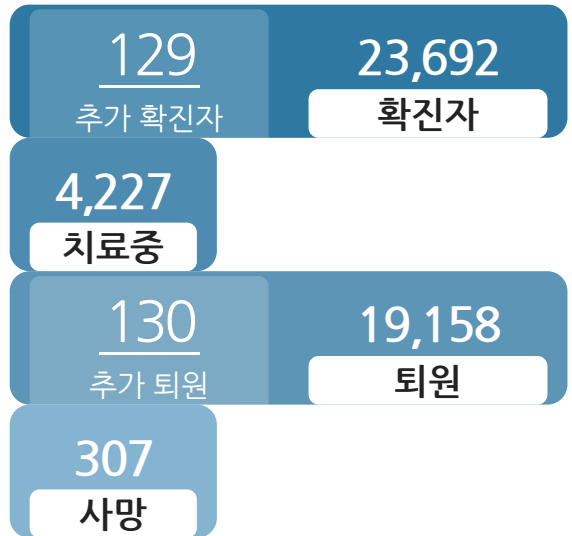 129
추가 확진자
23,692
확진자
4,227
치료중
130
추가 퇴원
19,158
퇴원
307
사망